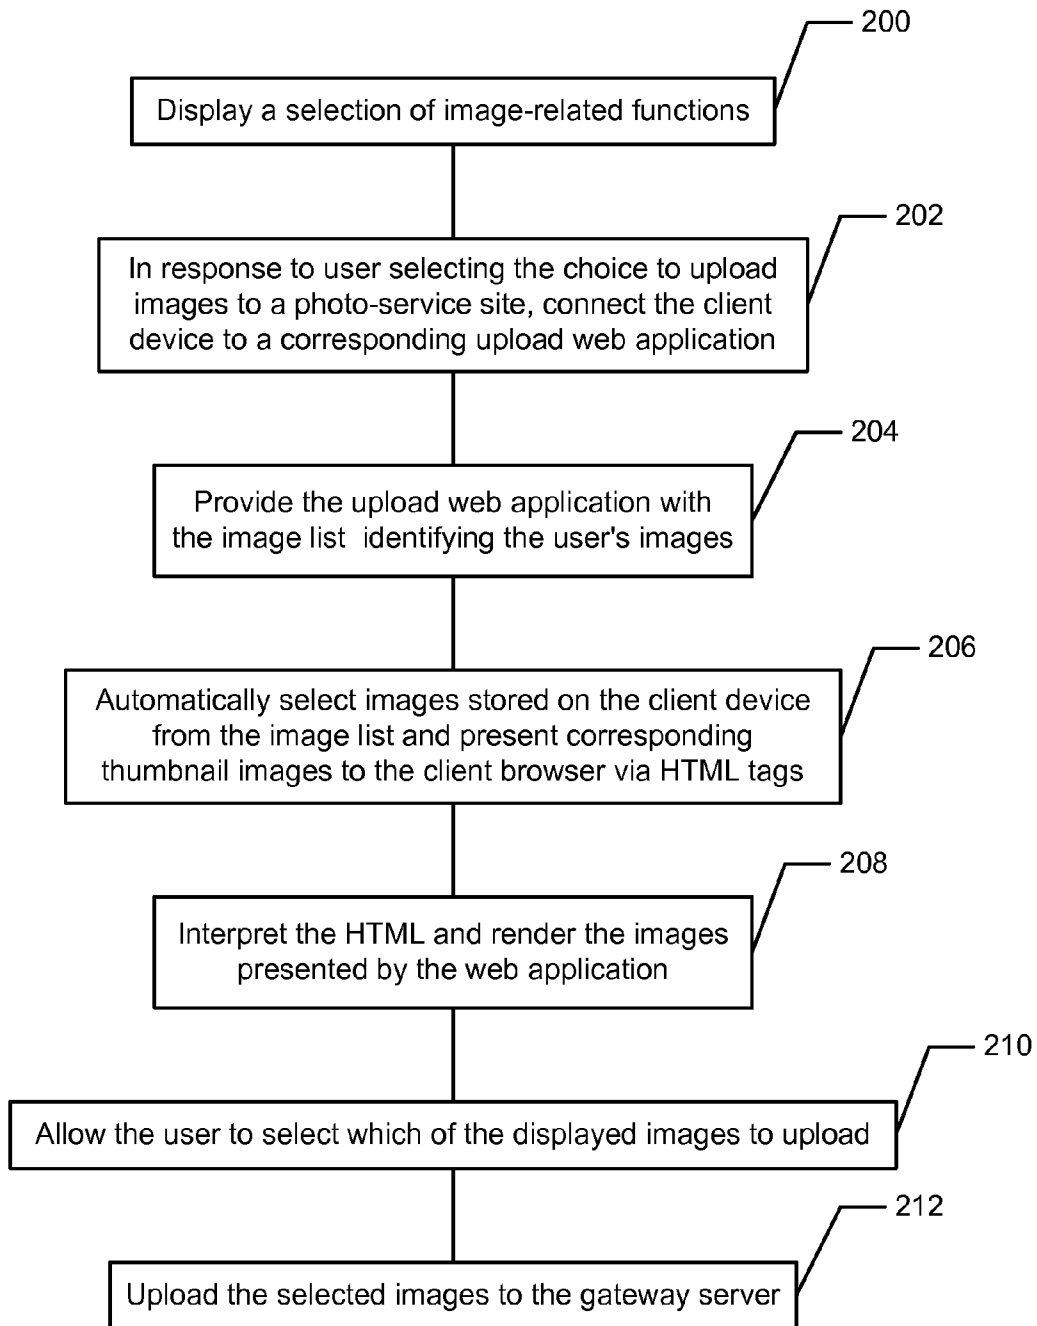 200
Display a selection of image-related functions
202
In response to user selecting the choice to upload
images to a photo-service site, connect the client
device to a corresponding upload web application
204
Provide the upload web application with
the image list  identifying the user's images
206
Automatically select images stored on the client device
from the image list and present corresponding
thumbnail images to the client browser via HTML tags
208
Interpret the HTML and render the images
presented by the web application
210
Allow the user to select which of the displayed images to upload
212
Upload the selected images to the gateway server